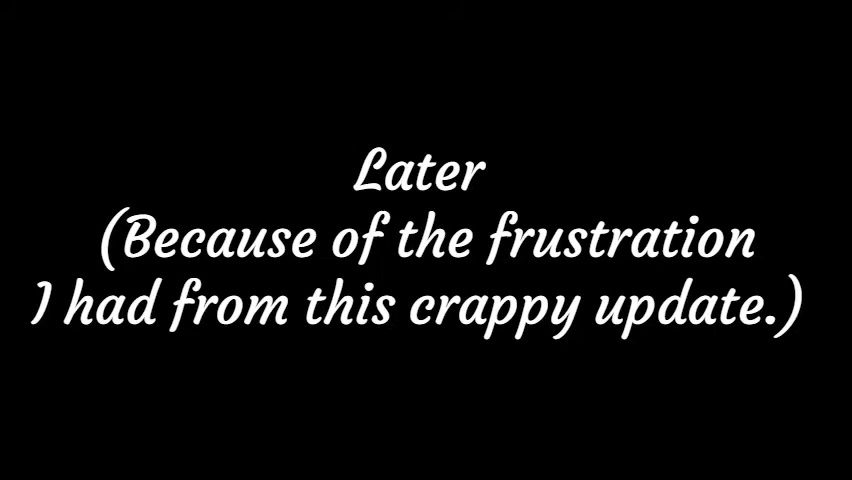 Later
(Because of the frustration
I had from this crappy update.)